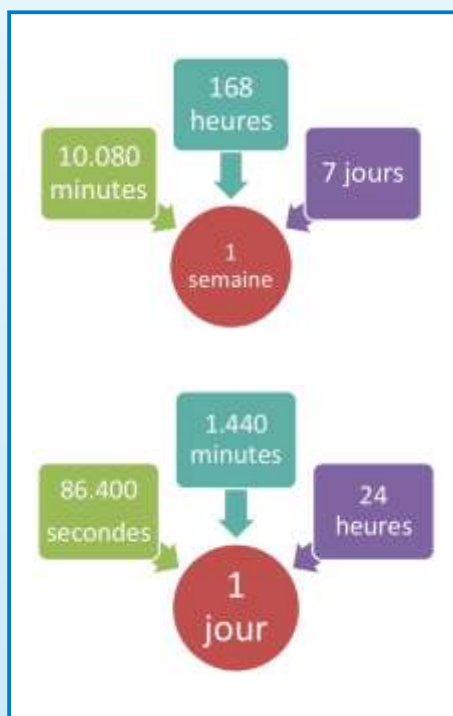 168
heures
10.080
minutes
7 jours
1
semaine
1.440
minutes
86.400
secondes
24
heures
1
jour